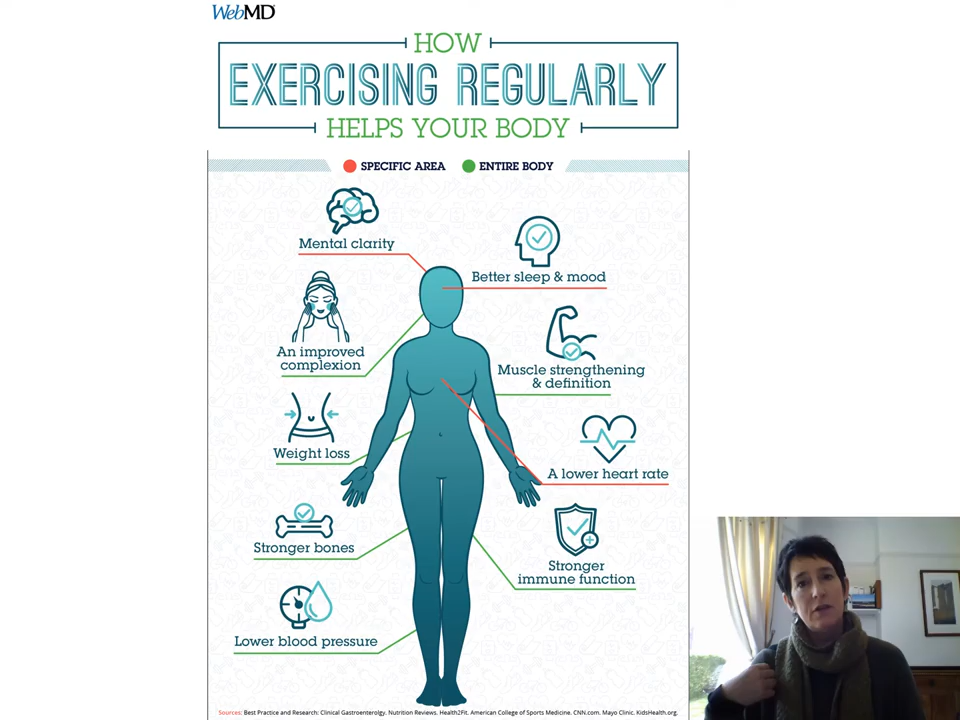 WebMD
HOW
EXERCISING REGULARLY
HELPS YOUR BODY
SPECIFIC AREA
ENTIRE BODY
Mental clarity
Better sleep & mood
An improved
complexion
Muscle strengthening
& definition
Weight loss
A lower heart rate
Stronger bones
Stronger
immune function
Lower blood pressure
Sources: Best Practice and Research: Clinical Gastroenterolgy. Nutrition Reviews. Health2Fit. American College of Sports Medicine. CNN.com. Mayo Clinic. KidsHealth.org.